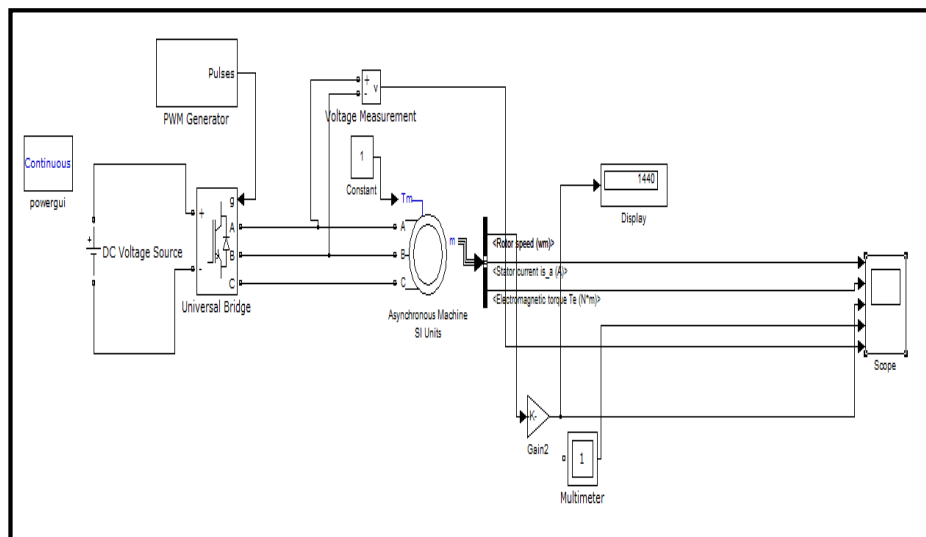 Pulses
PWM Generator
Continuous
powergui
+
DC Voltage Source
+
-
g
A
B
C
Universal Bridge
+
-
v
Voltage Measurement
1
Constant
Tm
A
B
C
m
Asynchronous Machine
SI Units
<Rotor speed (wm)>
<Stator current is_a (A)>
<Electromagnetic torque Te (N*m)>
1440
Display
Scope
K-
Gain2
1
Multimeter